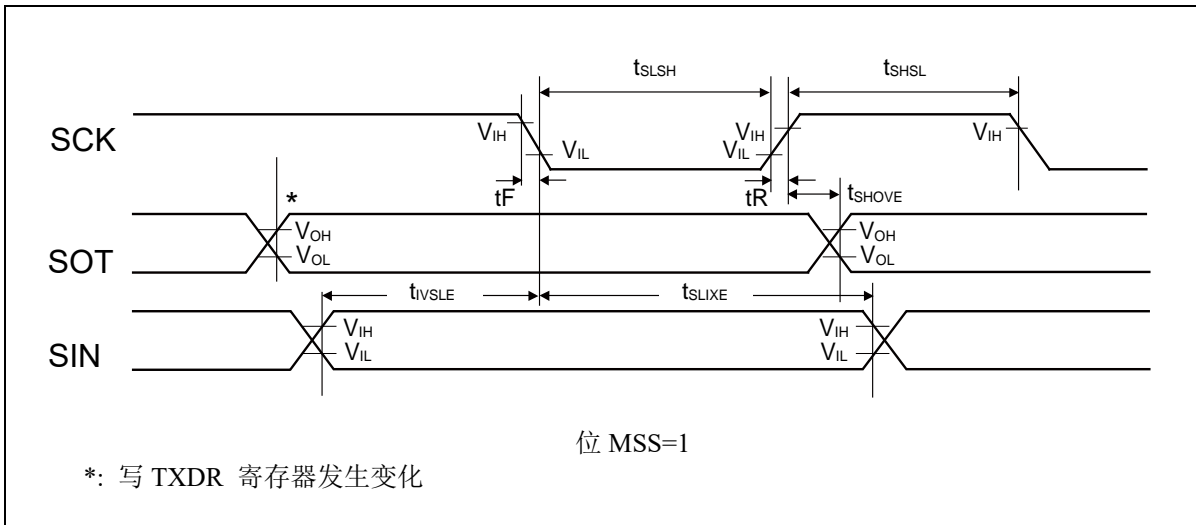 tSLSH
tSHSL
SCK
VIH
VIL
VIH
VIL
VIH
tF
tR
tSHOVE
*
SOT
VOH
VOL
VOH
VOL
tIVSLE
tSLIXE
SIN
VIH
VIL
VIH
VIL
位 MSS=1
*: 写 TXDR 寄存器发生变化